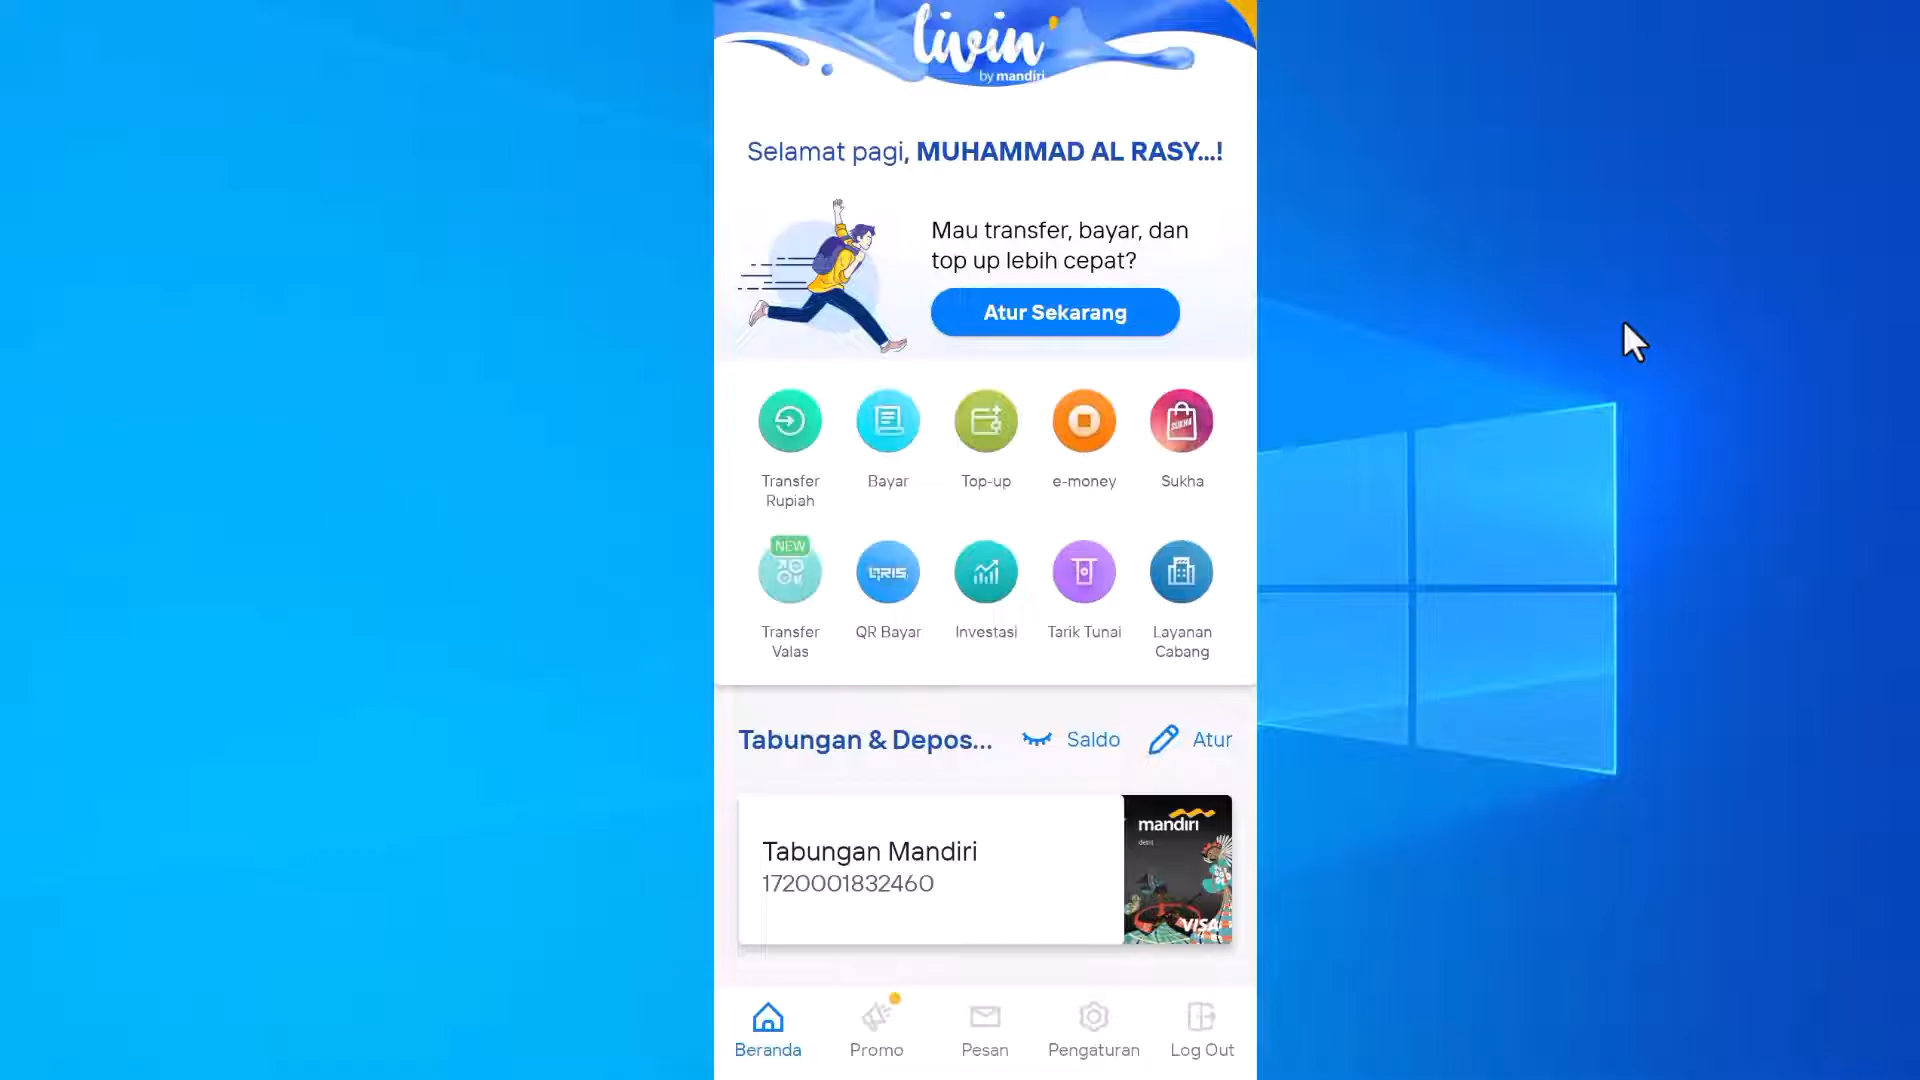 livin'
by mandiri
Selamat pagi, MUHAMMAD AL RASY...!
Mau transfer, bayar, dan
top up lebih cepat?
Atur Sekarang
SUKHA
Transfer Rupiah
Bayar
Top-up
e-money
Sukha
NEW
QRIS
Transfer Valas
QR Bayar
Investasi
Tarik Tunai
Layanan Cabang
Tabungan & Depos...
Saldo
Atur
Tabungan Mandiri
1720001832460
mandiri
debit
VISA
Beranda
Promo
Pesan
Pengaturan
Log Out